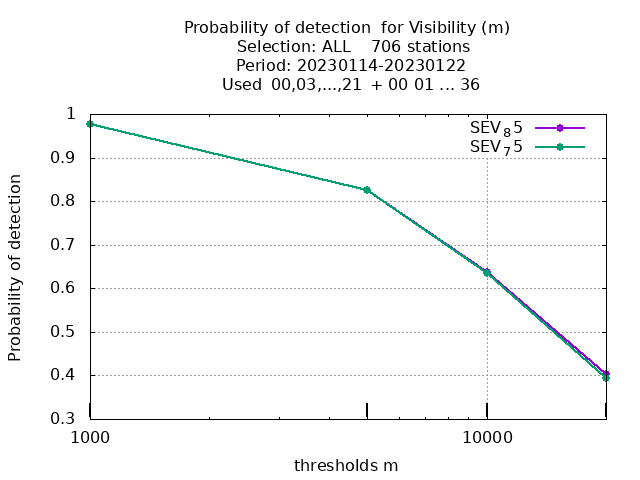 Probability of detection  for Visibility (m)
Selection: ALL    706 stations
Period: 20230114-20230122
Used  00,03,...,21  + 00 01 ... 36
SEV₈5
SEV₇5
1
0.9
0.8
0.7
0.6
0.5
0.4
0.3
Probability of detection
1000
10000
thresholds m